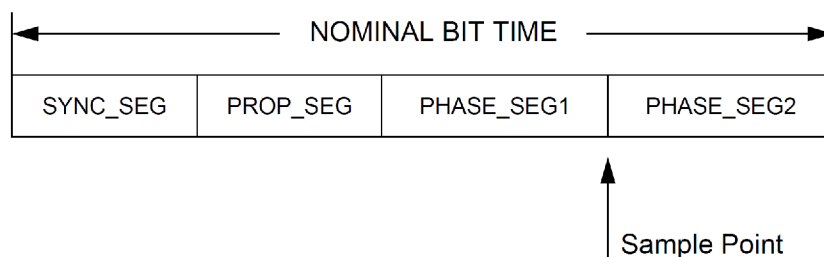 NOMINAL BIT TIME
SYNC_SEG PROP_SEG PHASE_SEG1 PHASE_SEG2
Sample Point